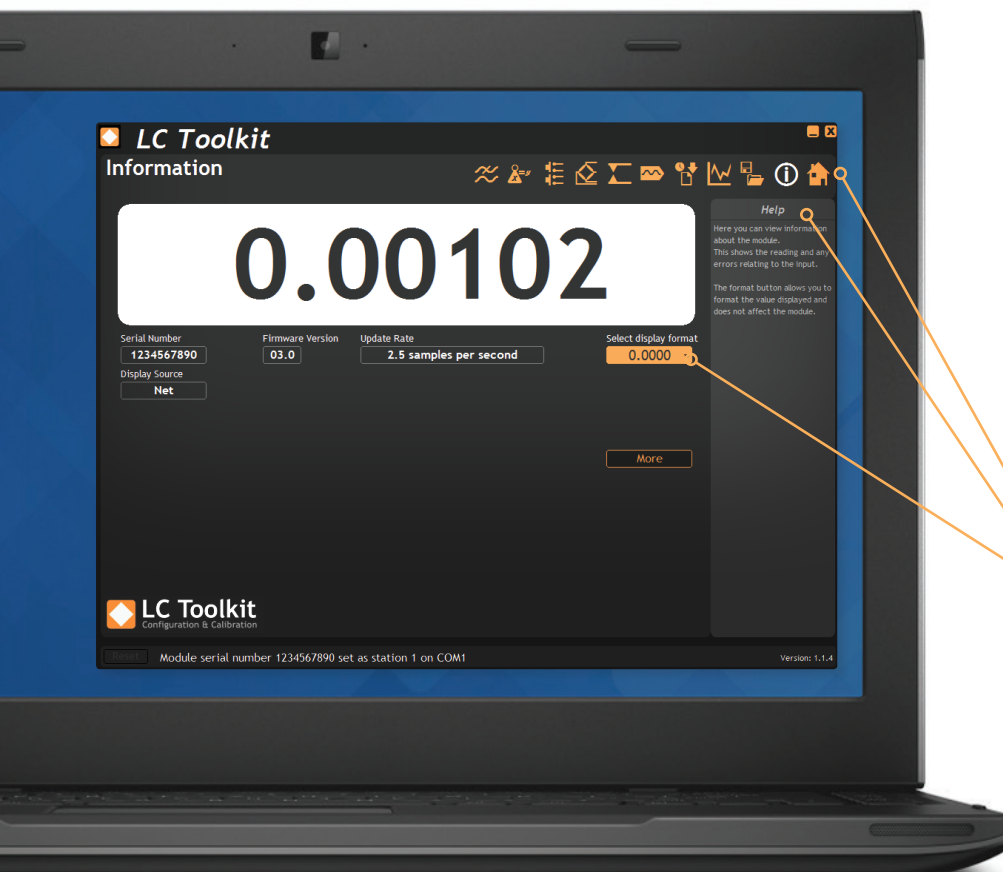 LC Toolkit
Information
0.00102
Serial Number
1234567890
Firmware Version
03.0
Update Rate
2.5 samples per second
Select display format
0.0000
Display Source
Net
More
Help
Here you can view information
about the module.
This shows the reading and any
errors relating to the input.
The format button allows you to
format the value displayed and
does not affect the module.
LC Toolkit
Configuration & Calibration
Reset
Module serial number 1234567890 set as station 1 on COM1
Version: 1.1.4